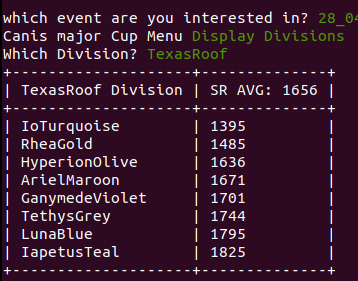 which event are you interested in? 28_04
Canis major Cup Menu Display Divisions
Which Division? TexasRoof
+--------------------+--------------+
| TexasRoof Division | SR AVG: 1656 |
+--------------------+--------------+
| IoTurquoise | 1395 |
| RheaGold | 1485 |
| HyperionOlive | 1636 |
| ArielMaroon | 1671 |
| GanymedeViolet | 1701 |
| TethysGrey | 1744 |
| LunaBlue | 1795 |
| IapetusTeal | 1825 |
+--------------------+--------------+